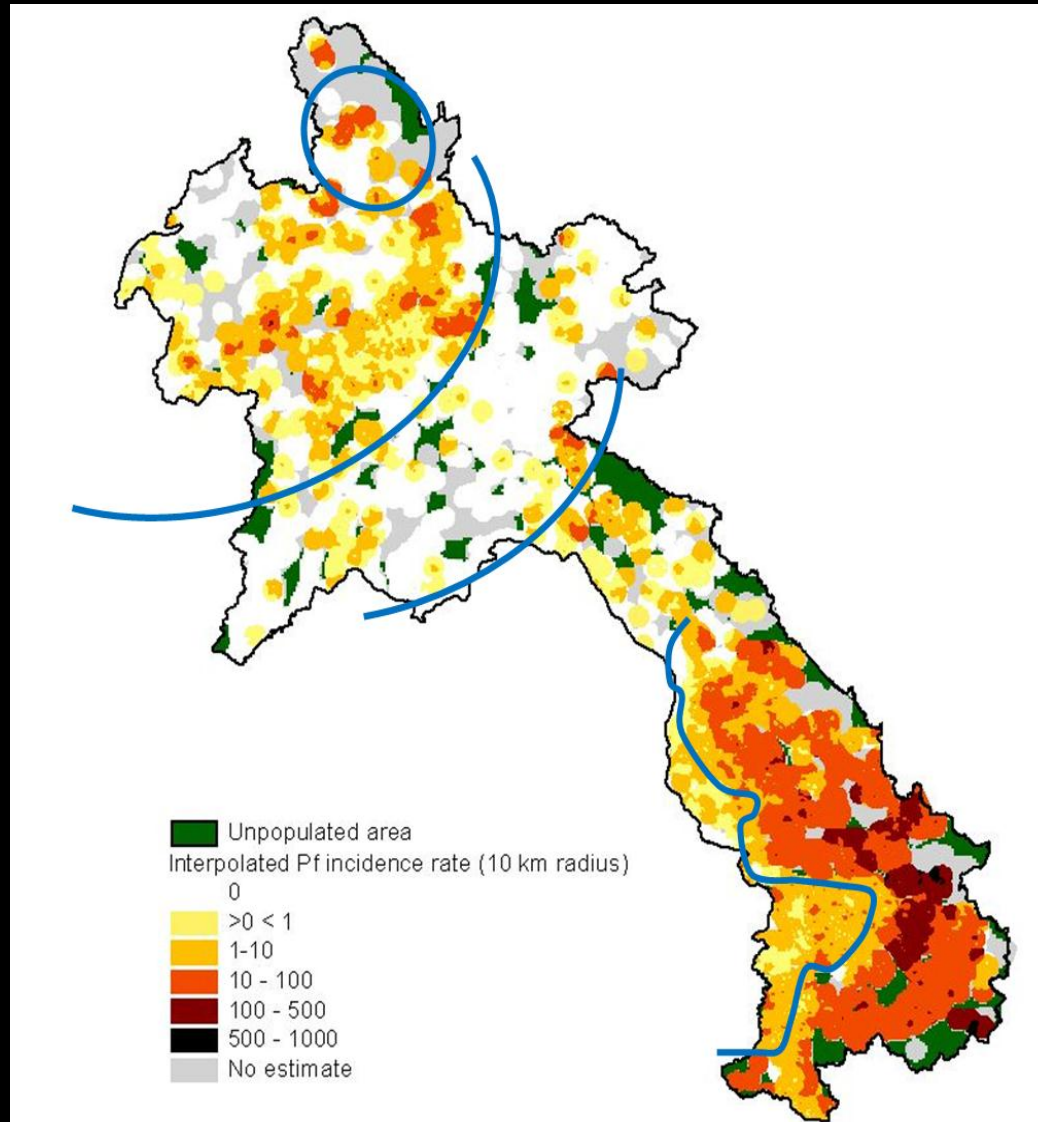 Unpopulated area
Interpolated Pf incidence rate (10 km radius)
0
>0 < 1
1-10
10 - 100
100 - 500
500 - 1000
No estimate